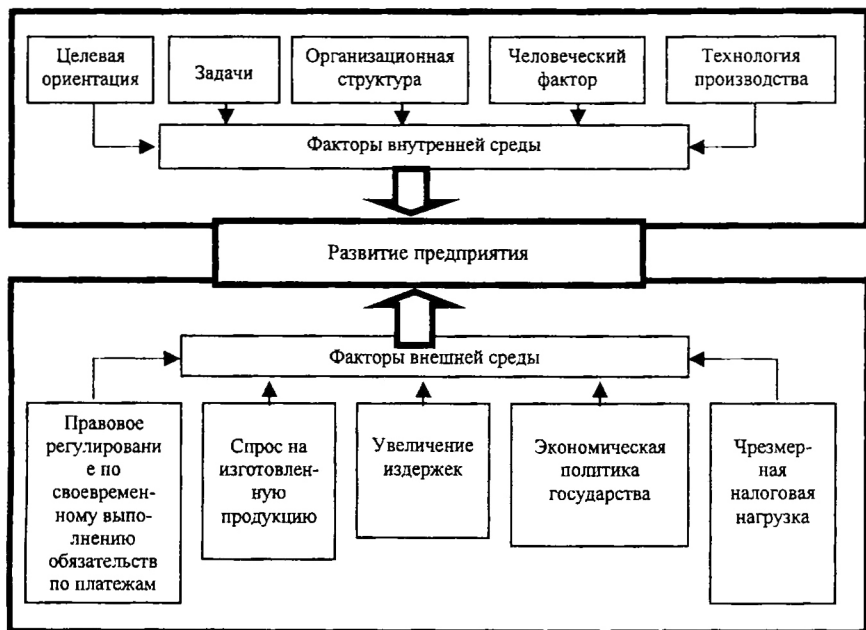 Целевая
ориентация
Задачи
Организационная
структура
Человеческий
фактор
Технология
производства
Факторы внутренней среды
Развитие предприятия
Факторы внешней среды
Правовое
регулировани
е по
своевремен-
ному выпо-
лнению
обязательств
по платежам
Спрос на
изготовлен-
ную
продукцию
Увеличение
издержек
Экономическая
политика
государства
Чрезмер-
ная
налоговая
нагрузка